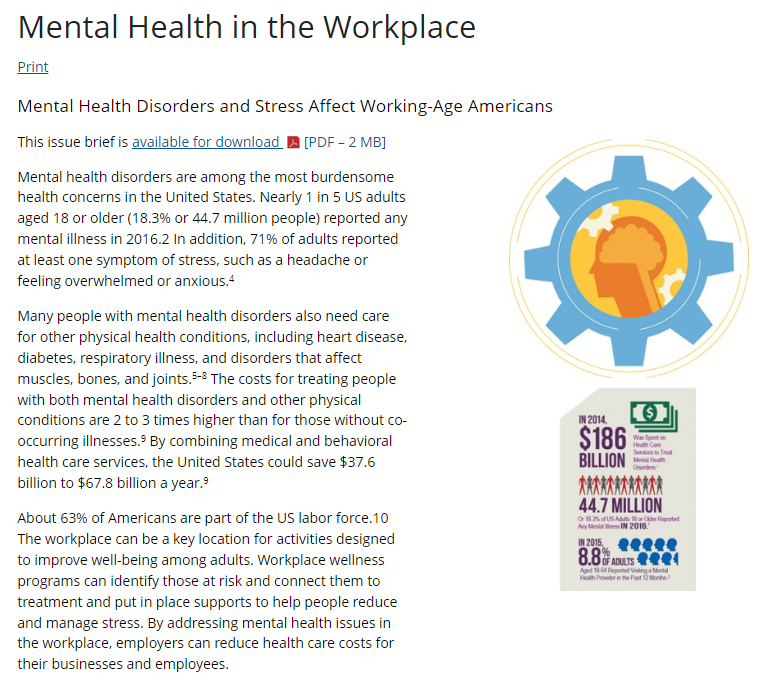 Mental Health in the Workplace
Print
Mental Health Disorders and Stress Affect Working-Age Americans
This issue brief is available for download [PDF – 2 MB]
Mental health disorders are among the most burdensome
health concerns in the United States. Nearly 1 in 5 US adults
aged 18 or older (18.3% or 44.7 million people) reported any
mental illness in 2016.2 In addition, 71% of adults reported
at least one symptom of stress, such as a headache or
feeling overwhelmed or anxious.⁴
Many people with mental health disorders also need care
for other physical health conditions, including heart disease,
diabetes, respiratory illness, and disorders that affect
muscles, bones, and joints.⁵⁻⁸ The costs for treating people
with both mental health disorders and other physical
conditions are 2 to 3 times higher than for those without co-
occurring illnesses.⁹ By combining medical and behavioral
health care services, the United States could save $37.6
billion to $67.8 billion a year.⁹
About 63% of Americans are part of the US labor force.10
The workplace can be a key location for activities designed
to improve well-being among adults. Workplace wellness
programs can identify those at risk and connect them to
treatment and put in place supports to help people reduce
and manage stress. By addressing mental health issues in
the workplace, employers can reduce health care costs for
their businesses and employees.
IN 2014,
$186
BILLION
Was Spent on
Health Care
Services to Treat
Mental Health
Disorders
44.7 MILLION
Or 18.3% of US Adults 18 or Older Reported
Any Mental Illness IN 2016.
IN 2015,
8.8% OF ADULTS
Aged 18-64 Reported Visiting a Mental
Health Provider in the Past 12 Months.